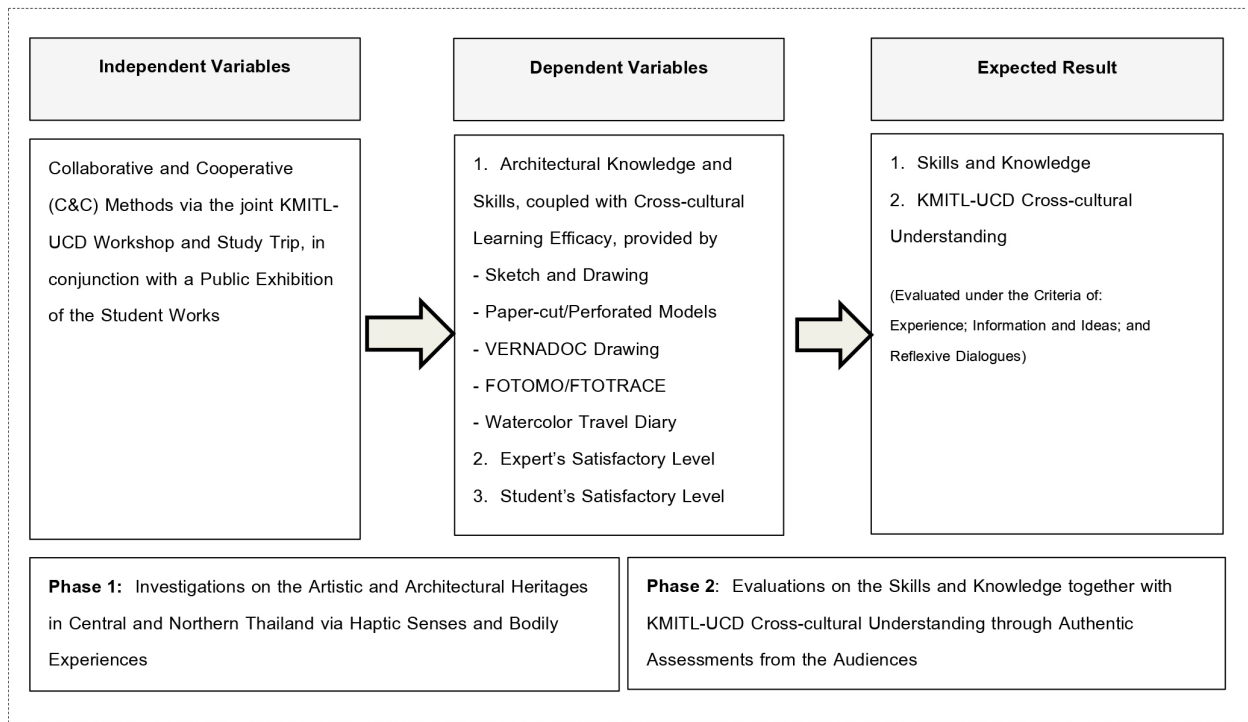 Independent Variables
Collaborative and Cooperative
(C&C) Methods via the joint KMITL-
UCD Workshop and Study Trip, in
conjunction with a Public Exhibition
of the Student Works
Dependent Variables
1. Architectural Knowledge and
Skills, coupled with Cross-cultural
Learning Efficacy, provided by
- Sketch and Drawing
- Paper-cut/Perforated Models
- VERNADOC Drawing
- FOTOMO/FTOTRACE
- Watercolor Travel Diary
2. Expert's Satisfactory Level
3. Student's Satisfactory Level
Expected Result
1. Skills and Knowledge
2. KMITL-UCD Cross-cultural
Understanding
(Evaluated under the Criteria of:
Experience; Information and Ideas; and
Reflexive Dialogues)
Phase 1: Investigations on the Artistic and Architectural Heritages
in Central and Northern Thailand via Haptic Senses and Bodily
Experiences
Phase 2: Evaluations on the Skills and Knowledge together with
KMITL-UCD Cross-cultural Understanding through Authentic
Assessments from the Audiences